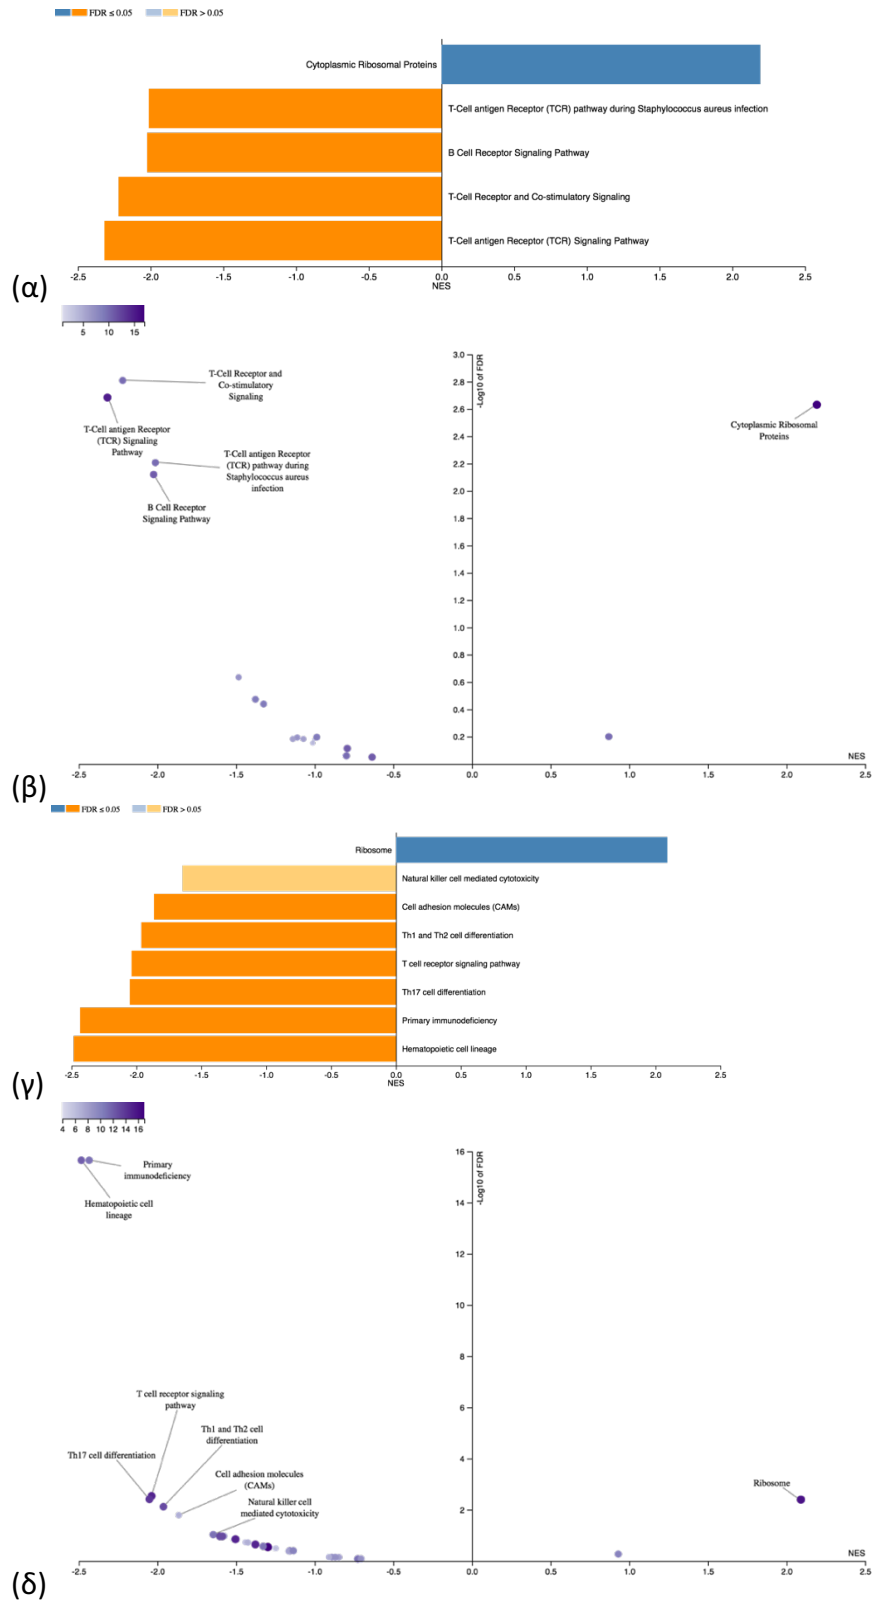 FDR ≤ 0.05 FDR > 0.05
Cytoplasmic Ribosomal Proteins
T-Cell antigen Receptor (TCR) pathway during Staphylococcus aureus infection
B Cell Receptor Signaling Pathway
T-Cell Receptor and Co-stimulatory Signaling
T-Cell antigen Receptor (TCR) Signaling Pathway
-2.5 -2.0 -1.5 -1.0 -0.5 0.0 0.5 1.0 1.5 2.0 2.5
NES
(α)
5 10 15
3.0
2.8
2.6
2.4
2.2
2.0
1.8
1.6
1.4
1.2
1.0
0.8
0.6
0.4
0.2
-Log10 of FDR
T-Cell Receptor and
Co-stimulatory
Signaling
T-Cell antigen Receptor
(TCR) Signaling
Pathway
T-Cell antigen Receptor
(TCR) pathway during
Staphylococcus aureus
infection
B Cell Receptor
Signaling Pathway
Cytoplasmic Ribosomal
Proteins
NES
-2.5 -2.0 -1.5 -1.0 -0.5 0.0 0.5 1.0 1.5 2.0 2.5
(β)
FDR ≤ 0.05 FDR > 0.05
Ribosome
Natural killer cell mediated cytotoxicity
Cell adhesion molecules (CAMs)
Th1 and Th2 cell differentiation
T cell receptor signaling pathway
Th17 cell differentiation
Primary immunodeficiency
Hematopoietic cell lineage
-2.5 -2.0 -1.5 -1.0 -0.5 0.0 0.5 1.0 1.5 2.0 2.5
NES
(γ)
4 6 8 10 12 14 16
16
14
12
10
8
6
4
2
-Log10 of FDR
Primary
immunodeficiency
Hematopoietic cell
lineage
T cell receptor signaling
pathway
Th1 and Th2 cell
differentiation
Th17 cell differentiation
Cell adhesion molecules
(CAMs)
Natural killer cell
mediated cytotoxicity
Ribosome
NES
-2.5 -2.0 -1.5 -1.0 -0.5 0.0 0.5 1.0 1.5 2.0 2.5
(δ)